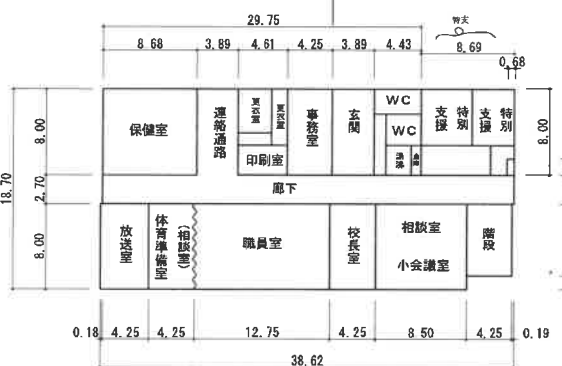 29.75
特支
8.68 3.89 4.61 4.25 3.89 4.43 8.69
0.68
18.70
8.00
2.70
8.00
8.00
保健室
連絡通路
更衣室
更衣室
印刷室
事務室
玄関
WC
WC
湯沸
特別支援
特別支援
廊下
放送室
体育準備室
(相談室)
職員室
校長室
相談室
小会議室
階段
0.18 4.25 4.25 12.75 4.25 8.50 4.25 0.19
38.62